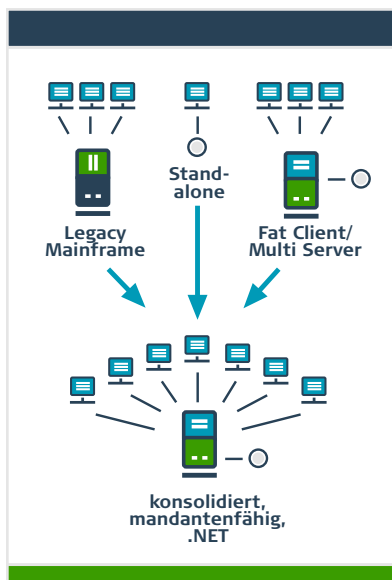 Stand-
alone
Legacy
Mainframe
Fat Client/
Multi Server
konsolidiert,
mandantenfähig,
.NET